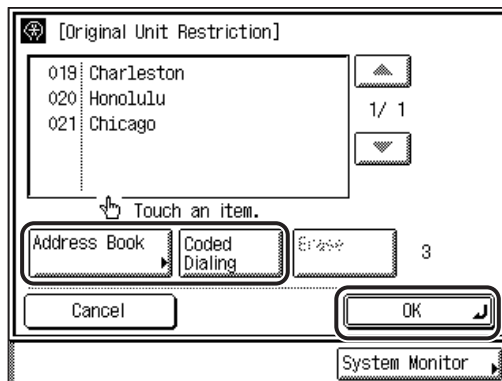 [Original Unit Restriction]
019 Charleston
020 Honolulu
021 Chicago
1/ 1
Touch an item.
Address Book
Coded
Dialing
Erase
3
Cancel
OK
System Monitor